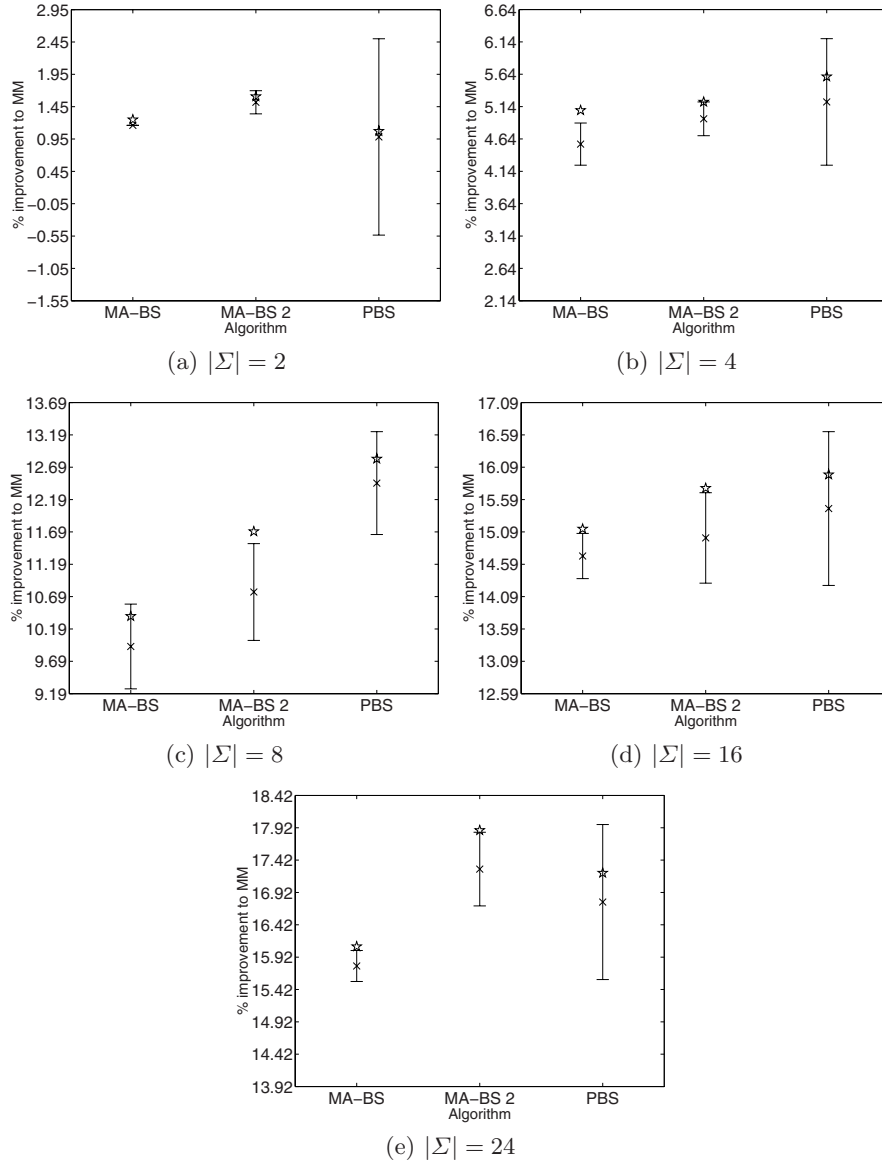 2.95
2.45
1.95
1.45
0.95
0.45
−0.05
−0.55
−1.05
−1.55
% improvement to MM
MA−BS
MA−BS 2
PBS
Algorithm
(a) |Σ| = 2
6.64
6.14
5.64
5.14
4.64
4.14
3.64
3.14
2.64
2.14
% improvement to MM
MA−BS
MA−BS 2
PBS
Algorithm
(b) |Σ| = 4
13.69
13.19
12.69
12.19
11.69
11.19
10.69
10.19
9.69
9.19
% improvement to MM
MA−BS
MA−BS 2
PBS
Algorithm
(c) |Σ| = 8
17.09
16.59
16.09
15.59
15.09
14.59
14.09
13.59
13.09
12.59
% improvement to MM
MA−BS
MA−BS 2
PBS
Algorithm
(d) |Σ| = 16
18.42
17.92
17.42
16.92
16.42
15.92
15.42
14.92
14.42
13.92
% improvement to MM
MA−BS
MA−BS 2
PBS
Algorithm
(e) |Σ| = 24